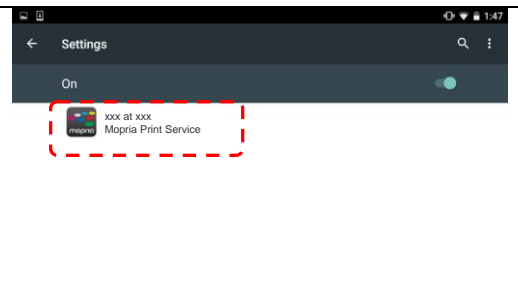 1:47
Settings
On
mopria
xxx at xxx
Mopria Print Service